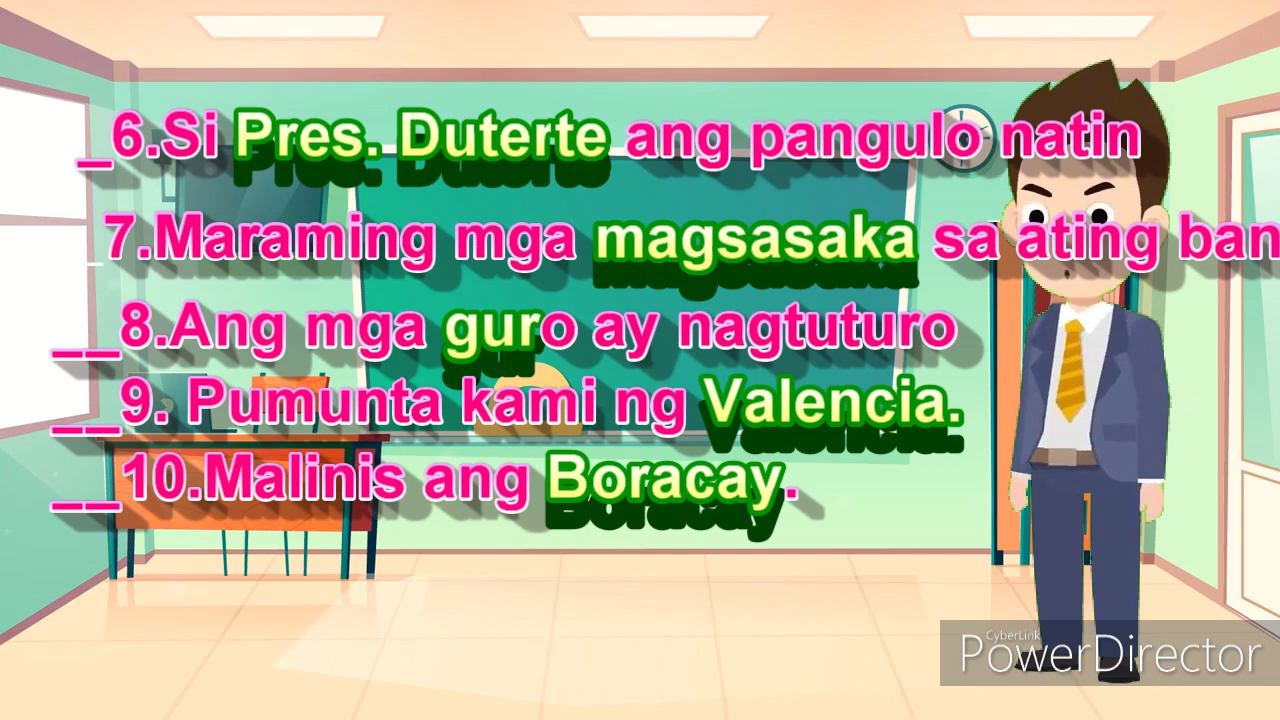 _6.Si Pres. Duterte ang pangulo natin
_7.Maraming mga magsasaka sa ating ban
__8.Ang mga guro ay nagtuturo
__9. Pumunta kami ng Valencia.
__10.Malinis ang Boracay.
CyberLink
PowerDirector